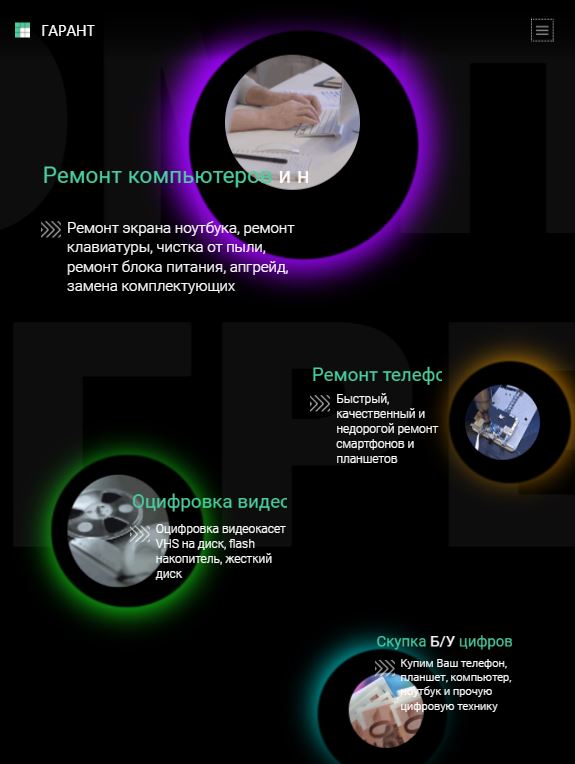 ГАРАНТ
Ремонт компьютеров и н
Ремонт экрана ноутбука, ремонт
клавиатуры, чистка от пыли,
ремонт блока питания, апгрейд,
замена комплектующих
Ремонт телефо
Быстрый,
качественный и
недорогой ремонт
смартфонов и
планшетов
Оцифровка видес
Оцифровка видеокасет
VHS на диск, flash
накопитель, жесткий
диск
Скупка Б/У цифров
Купим Ваш телефон,
планшет, компьютер,
ноутбук и прочую
цифровую технику